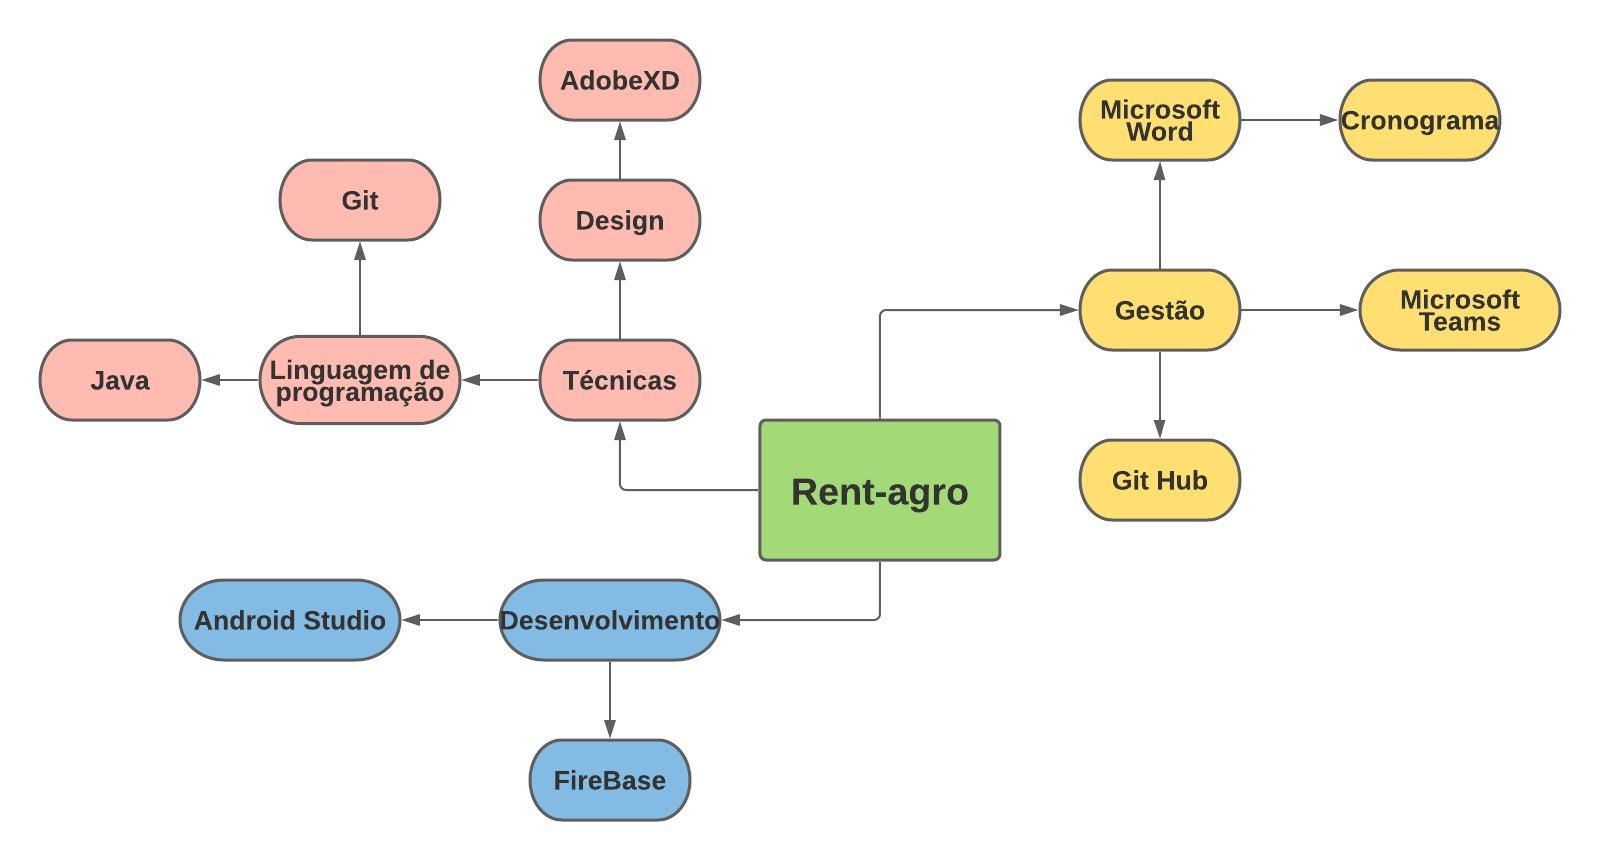 AdobeXD
Microsoft
Word
Cronograma
Git
Design
Gestão
Microsoft
Teams
Java
Linguagem de
programação
Técnicas
Rent-agro
Git Hub
Android Studio
Desenvolvimento
FireBase